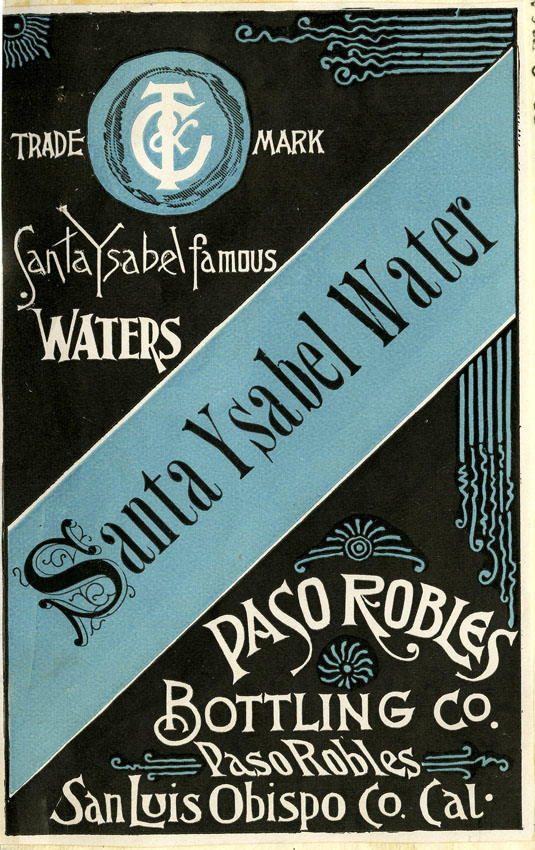 TRADE T&C MARK
Santa Ysabel famous
WATERS
Santa Ysabel Water
PASO ROBLES
BOTTLING CO.
Paso Robles
San Luis Obispo Co. Cal.